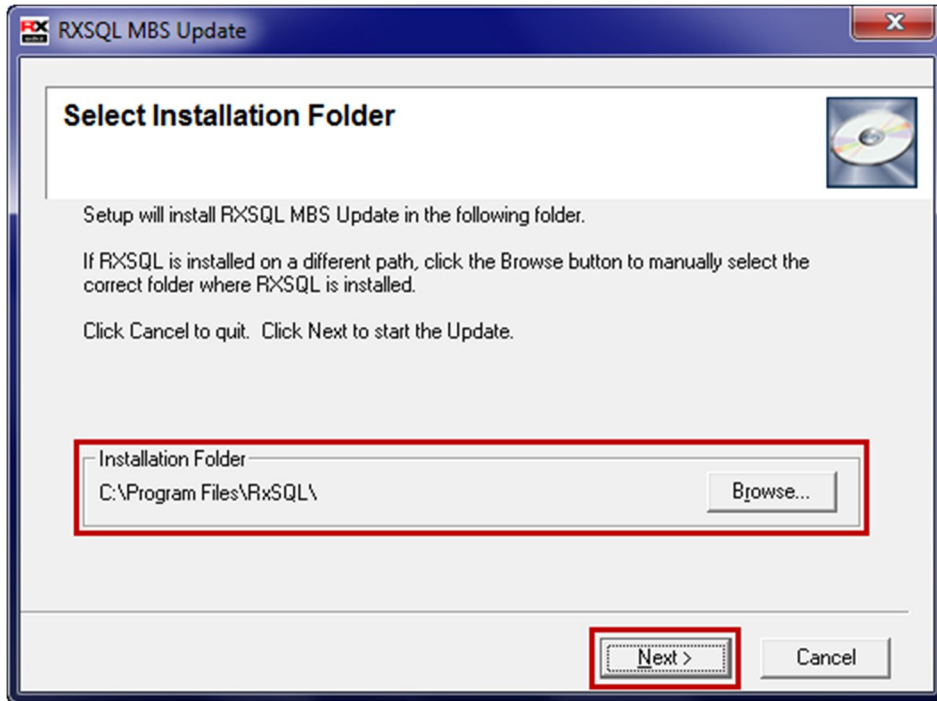 RX
RXSQL MBS Update
Select Installation Folder
Setup will install RXSQL MBS Update in the following folder.
If RXSQL is installed on a different path, click the Browse button to manually select the
correct folder where RXSQL is installed.
Click Cancel to quit.  Click Next to start the Update.
Installation Folder
C:\Program Files\RxSQL\
Browse...
Next >
Cancel